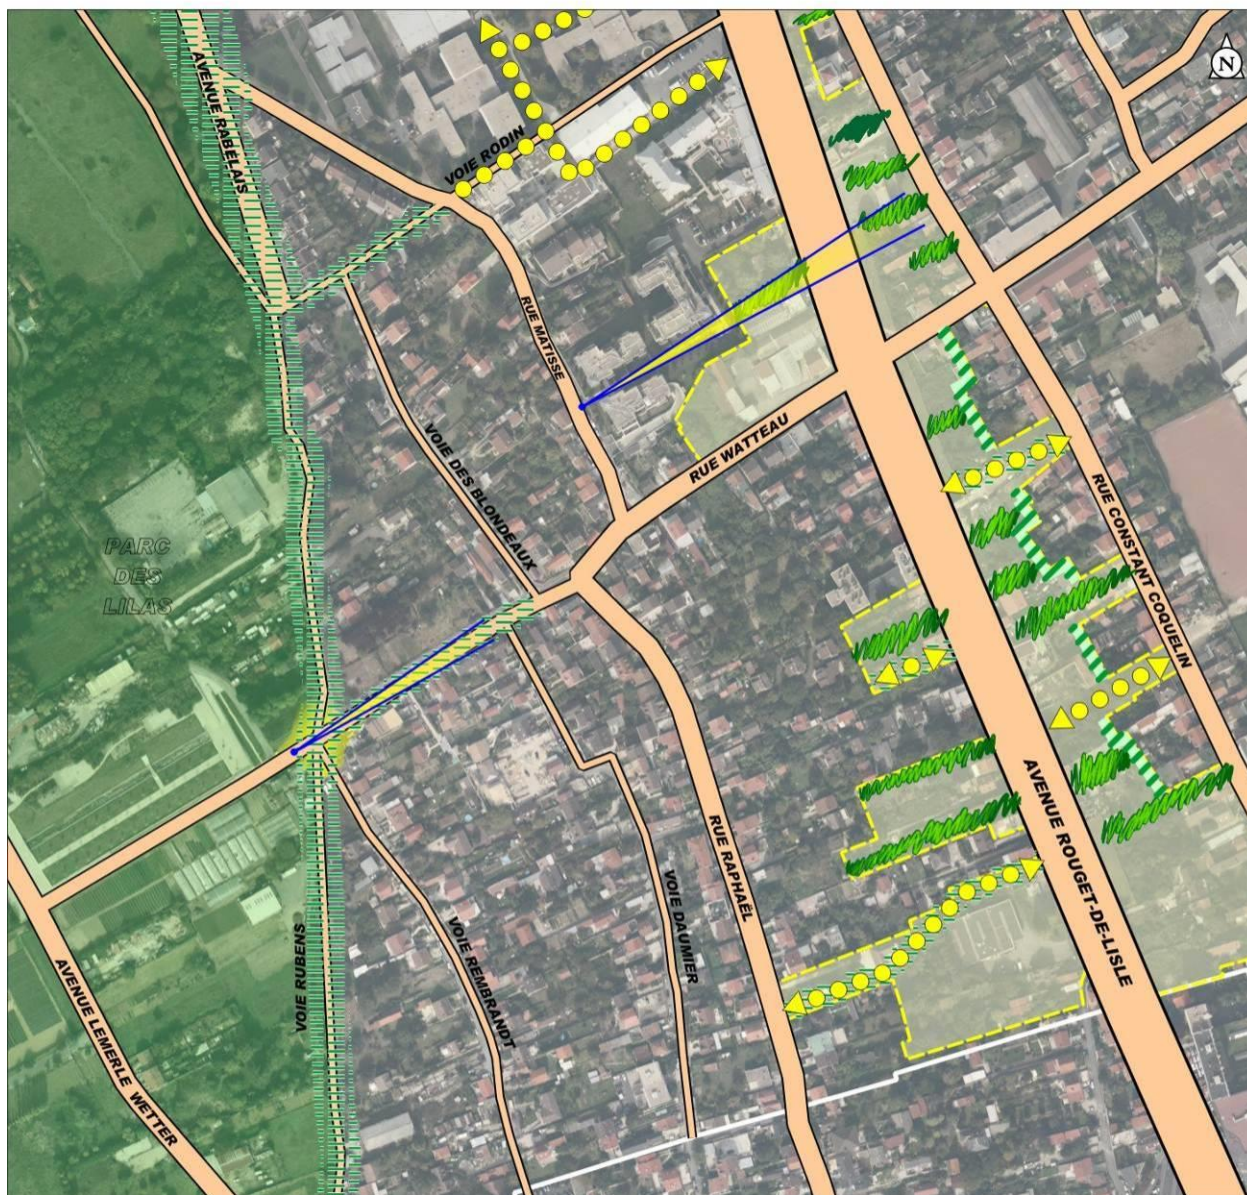 N
AVENUE RABELAIS
VOIE RODIN
RUE MATISSE
VOIE DES BLONDEAUX
RUE WATTEAU
PARC
DES
LILAS
RUE CONSTANT COQUELIN
AVENUE ROUGET-DE-LISLE
RUE RAPHAËL
VOIE DAUMIER
VOIE REMBRANDT
VOIE RUBENS
AVENUE LEMERLE WETTER